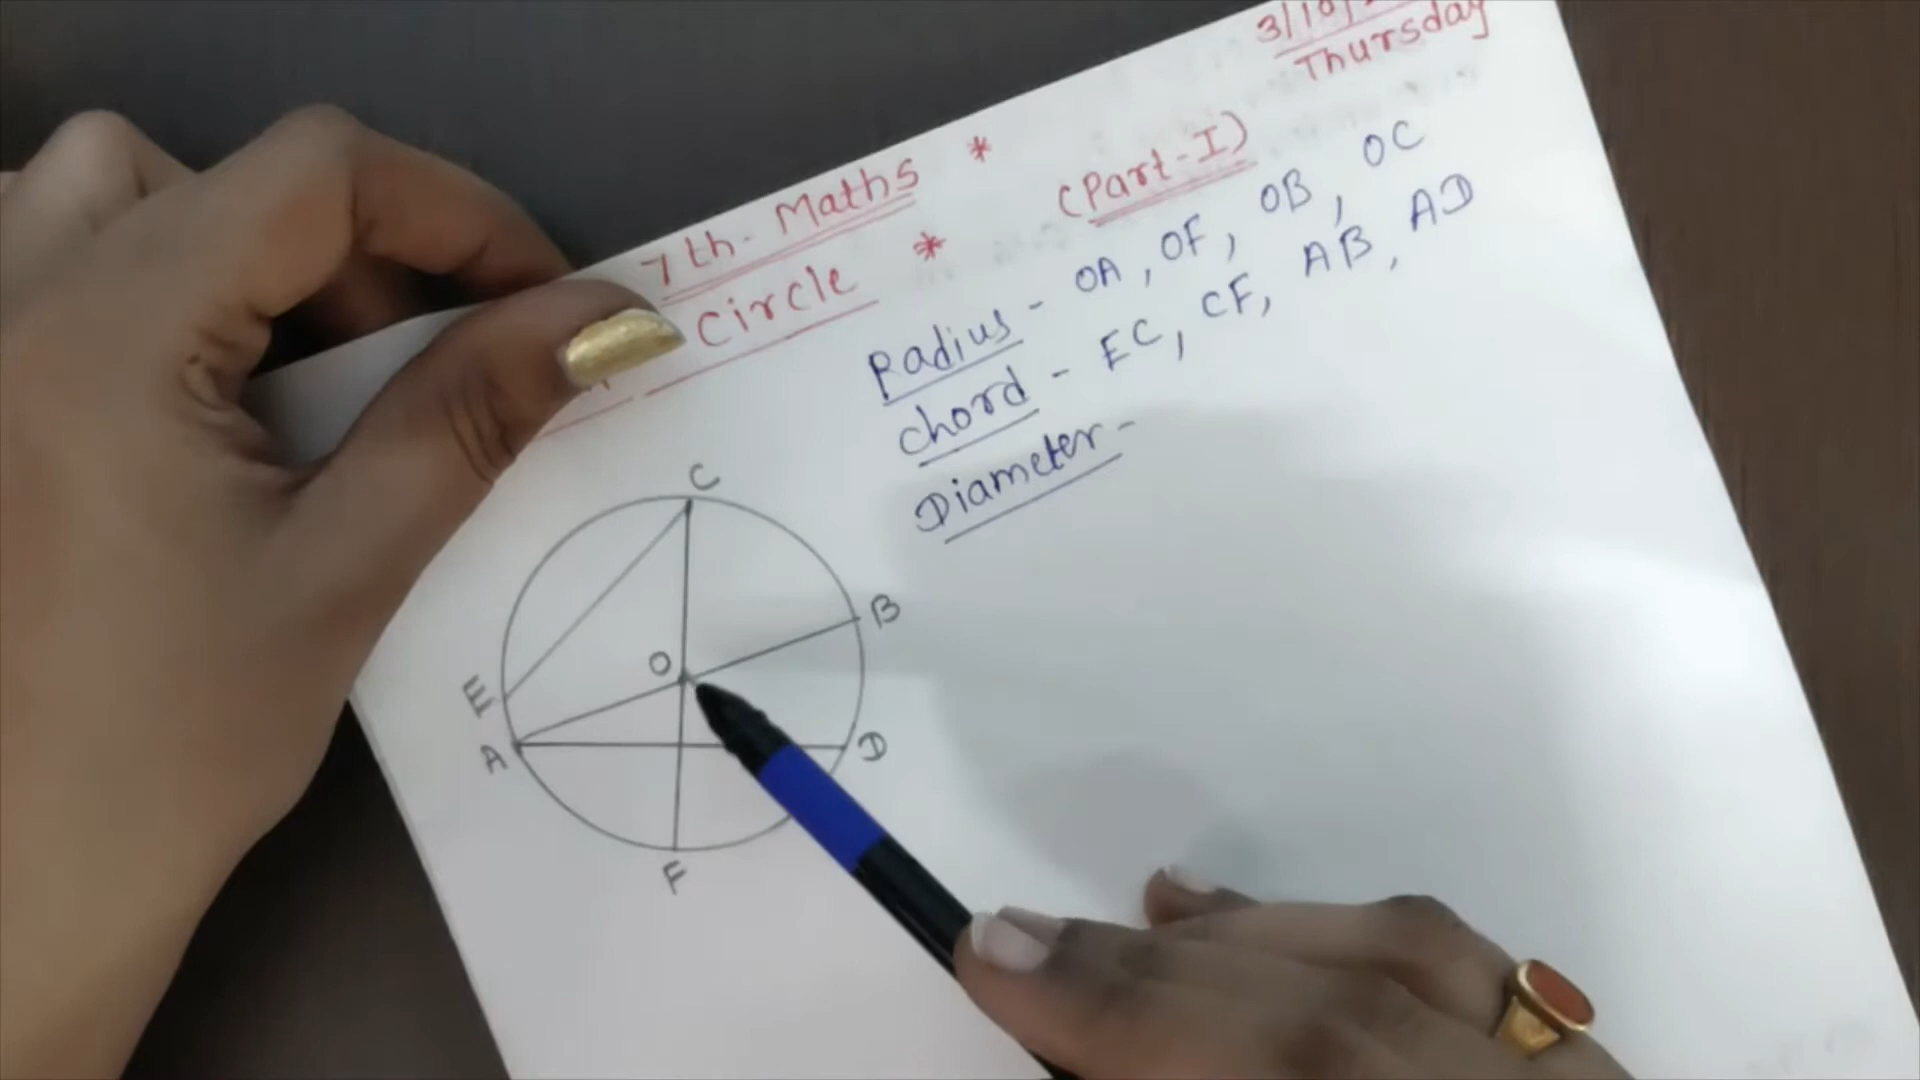 3/10/
Thursday
7th - Maths *
Circle * (Part-I)
Radius - OA, OF, OB, OC
Chord - EC, CF, AB, AD
Diameter -
C
B
O
E
A
D
F